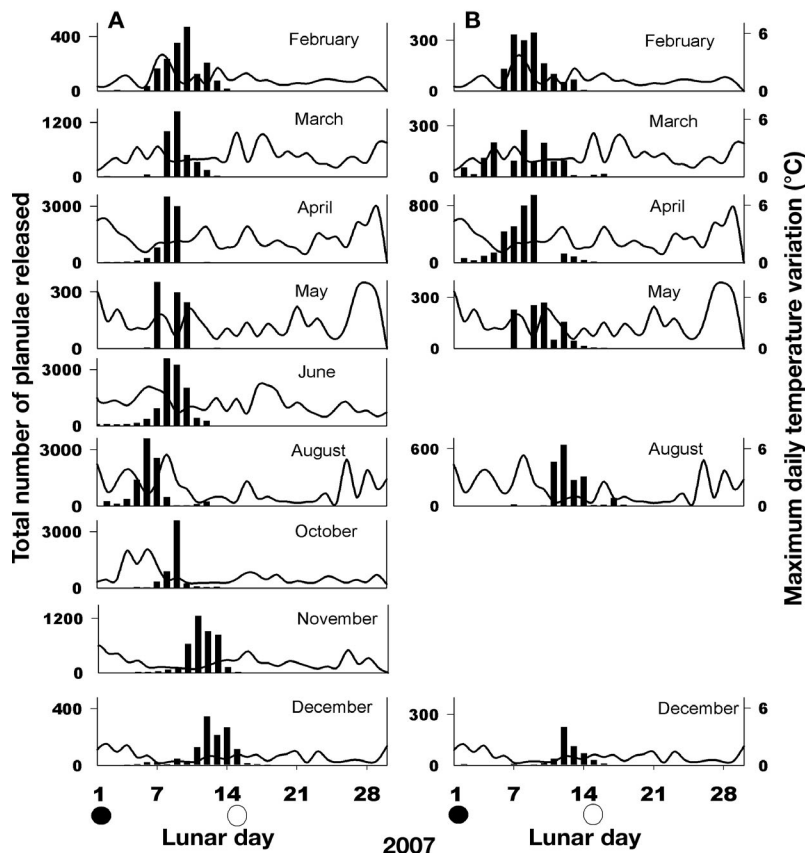 A
B
Total number of planulae released
Maximum daily temperature variation (°C)
400
0
February
February
6
0
1200
0
March
300
0
March
6
0
3000
0
April
800
0
April
6
0
300
0
May
300
0
May
6
0
3000
0
June
3000
0
August
600
0
August
6
0
3000
0
October
1200
0
November
400
0
December
300
0
December
6
0
1 7 14 21 28
1 7 14 21 28
Lunar day
Lunar day
2007